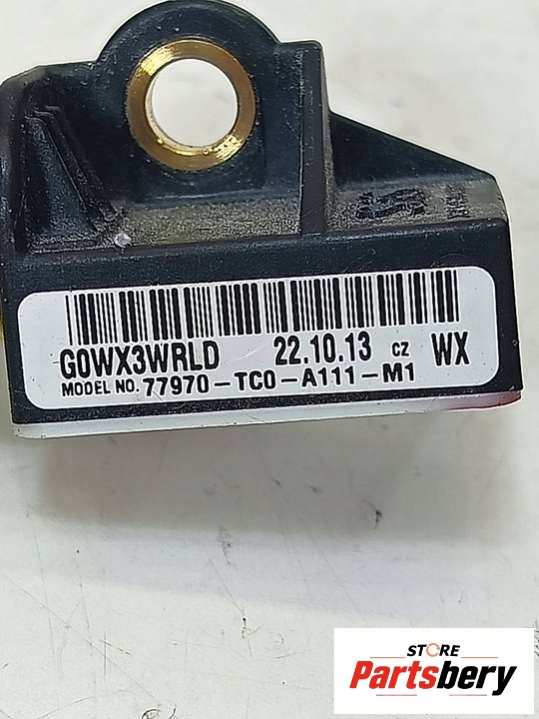 G0WX3WRLD 22.10.13 CZ WX
MODEL NO. 77970-TC0-A111-M1
STORE
Partsbery